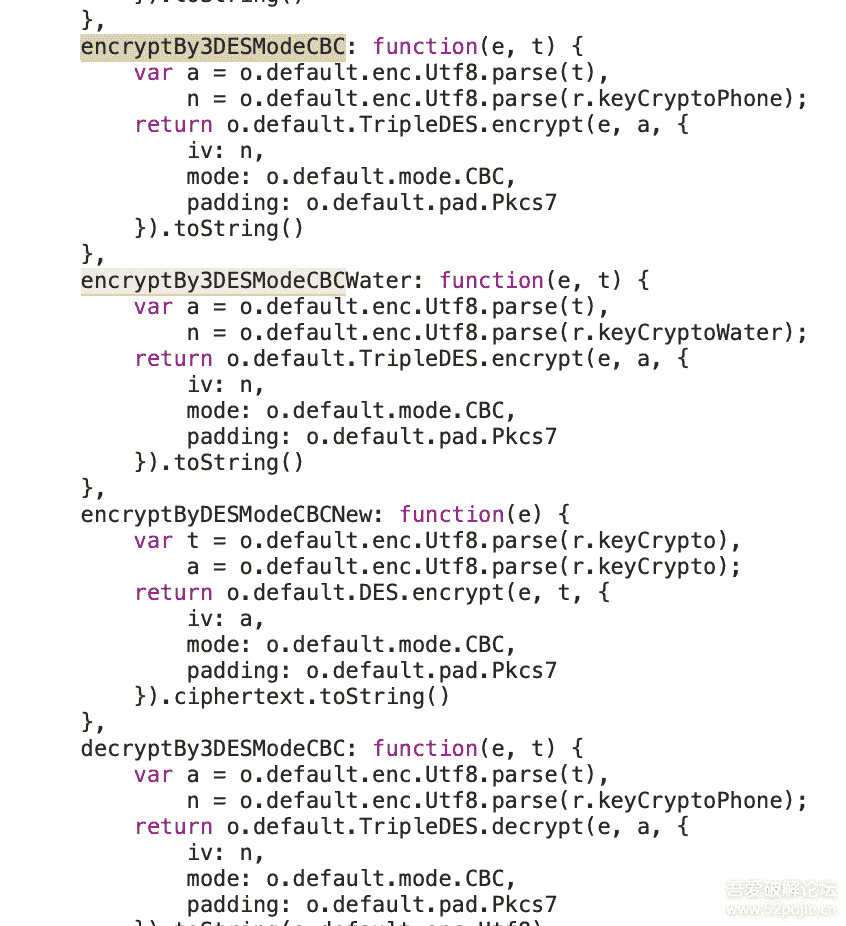 }).toString()
},
encryptBy3DESModeCBC: function(e, t) {
var a = o.default.enc.Utf8.parse(t),
n = o.default.enc.Utf8.parse(r.keyCryptoPhone);
return o.default.TripleDES.encrypt(e, a, {
iv: n,
mode: o.default.mode.CBC,
padding: o.default.pad.Pkcs7
}).toString()
},
encryptBy3DESModeCBCWater: function(e, t) {
var a = o.default.enc.Utf8.parse(t),
n = o.default.enc.Utf8.parse(r.keyCryptoWater);
return o.default.TripleDES.encrypt(e, a, {
iv: n,
mode: o.default.mode.CBC,
padding: o.default.pad.Pkcs7
}).toString()
},
encryptByDESModeCBCNew: function(e) {
var t = o.default.enc.Utf8.parse(r.keyCrypto),
a = o.default.enc.Utf8.parse(r.keyCrypto);
return o.default.DES.encrypt(e, t, {
iv: a,
mode: o.default.mode.CBC,
padding: o.default.pad.Pkcs7
}).ciphertext.toString()
},
decryptBy3DESModeCBC: function(e, t) {
var a = o.default.enc.Utf8.parse(t),
n = o.default.enc.Utf8.parse(r.keyCryptoPhone);
return o.default.TripleDES.decrypt(e, a, {
iv: n,
mode: o.default.mode.CBC,
padding: o.default.pad.Pkcs7
}).toString(o.default.enc.Utf8)
吾爱破解论坛
www.52pojie.cn